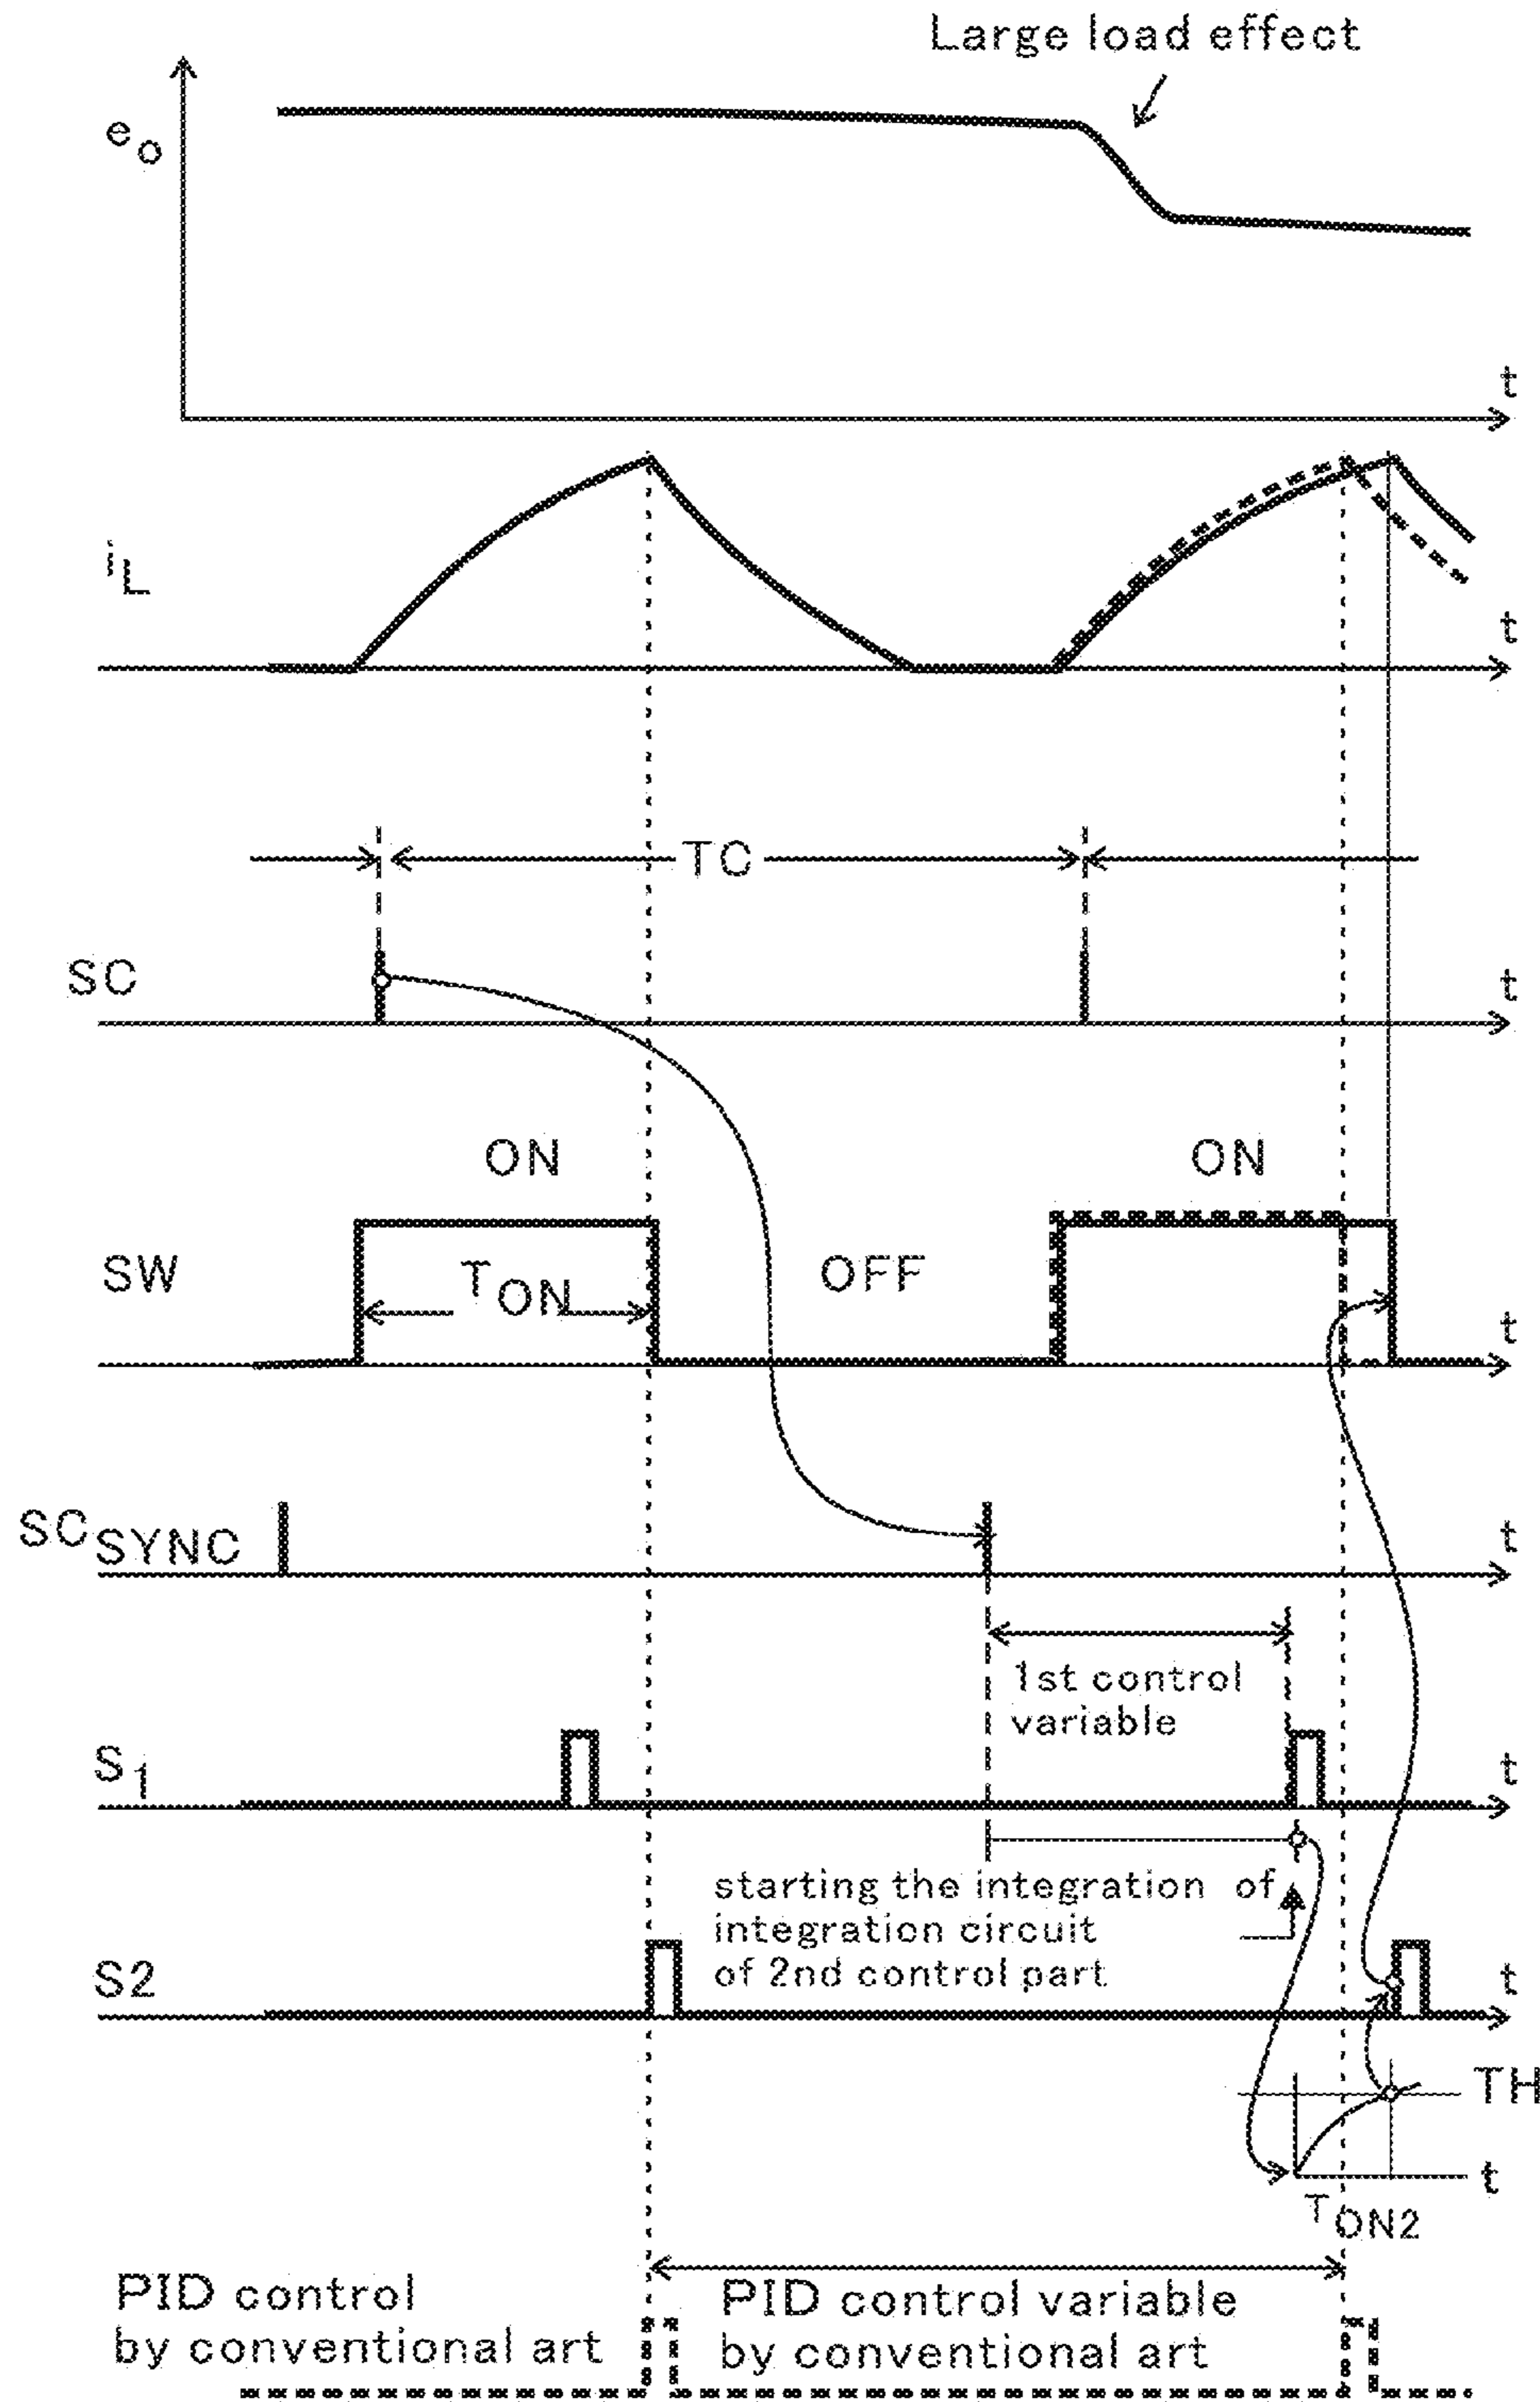 Large load effect
eo
t
iL
t
TC
SC
t
ON
ON
SW
TON
OFF
t
SCSYNC
t
1st control
variable
S1
t
starting the integration of
integration circuit
of 2nd control part
S2
t
TH
t
TON2
PID control
by conventional art
PID control variable
by conventional art